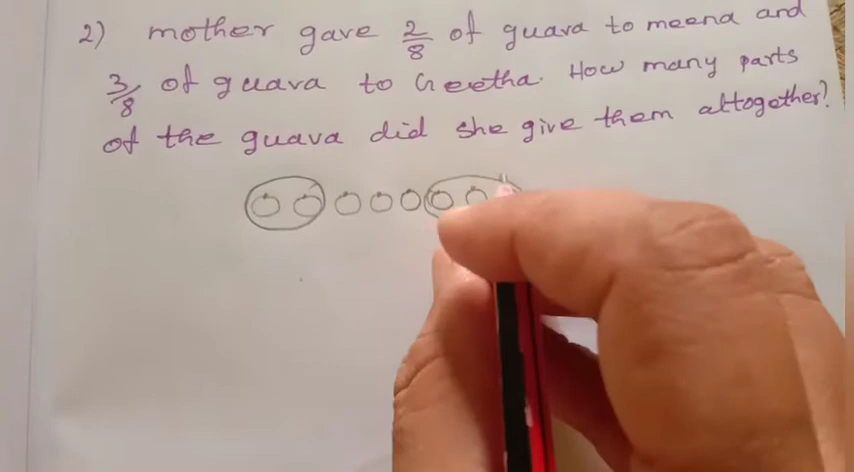 2) mother gave 2/8 of guava to meena and
3/8 of guava to Geetha. How many parts
of the guava did she give them altogether?